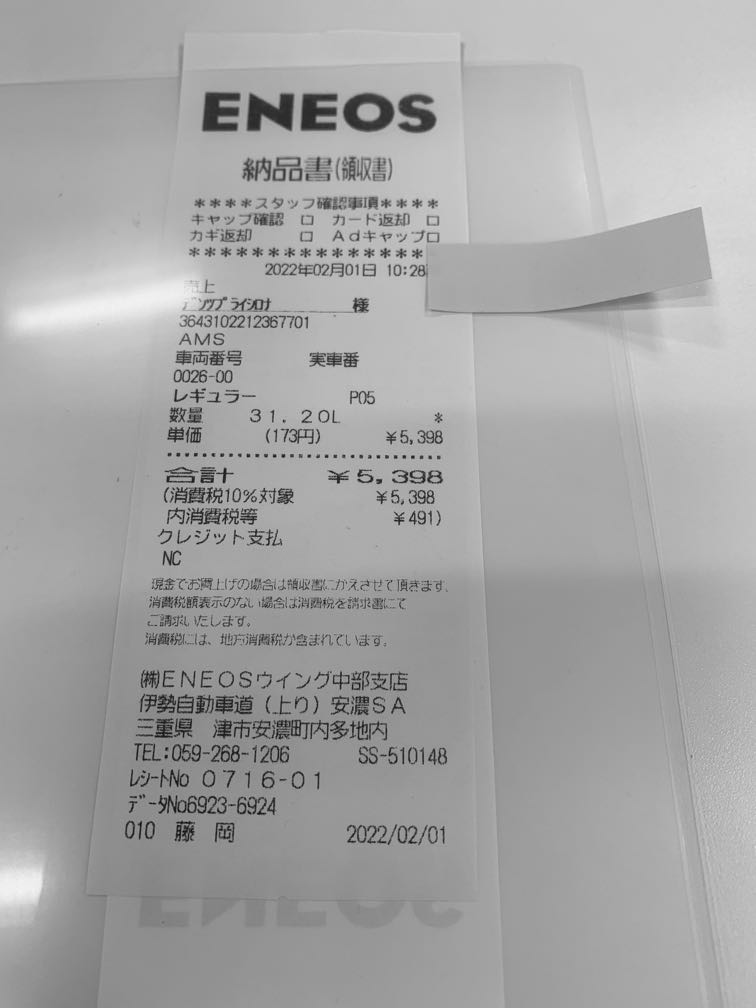 ENEOS
納品書(領収書)
****スタッフ確認事項****
キャップ確認 □ カード返却 □
カギ返却 □ Adキャップ□
****************
2022年02月01日 10:28
売上
デンソップライシロナ 様
3643102212367701
AMS
車両番号 実車番
0026-00
レギュラー P05
数量 31.20L *
単価 (173円) ¥5,398
合計 ¥5,398
(消費税10%対象 ¥5,398
内消費税等 ¥491)
クレジット支払
NC
現金でお買上げの場合は領収書にかえさせて頂きます。
消費税額表示のない場合は消費税を請求書にて
ご請求いたします。
消費税には、地方消費税が含まれています。
(株)ENEOSウイング中部支店
伊勢自動車道(上り)安濃SA
三重県 津市安濃町内多地内
TEL:059-268-1206 SS-510148
レシートNo 0716-01
データNo6923-6924
010 藤 岡 2022/02/01
ENEOS